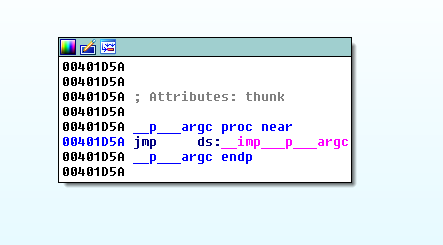 00401D5A
00401D5A
00401D5A ; Attributes: thunk
00401D5A
00401D5A __p___argc proc near
00401D5A jmp     ds:__imp___p___argc
00401D5A __p___argc endp
00401D5A